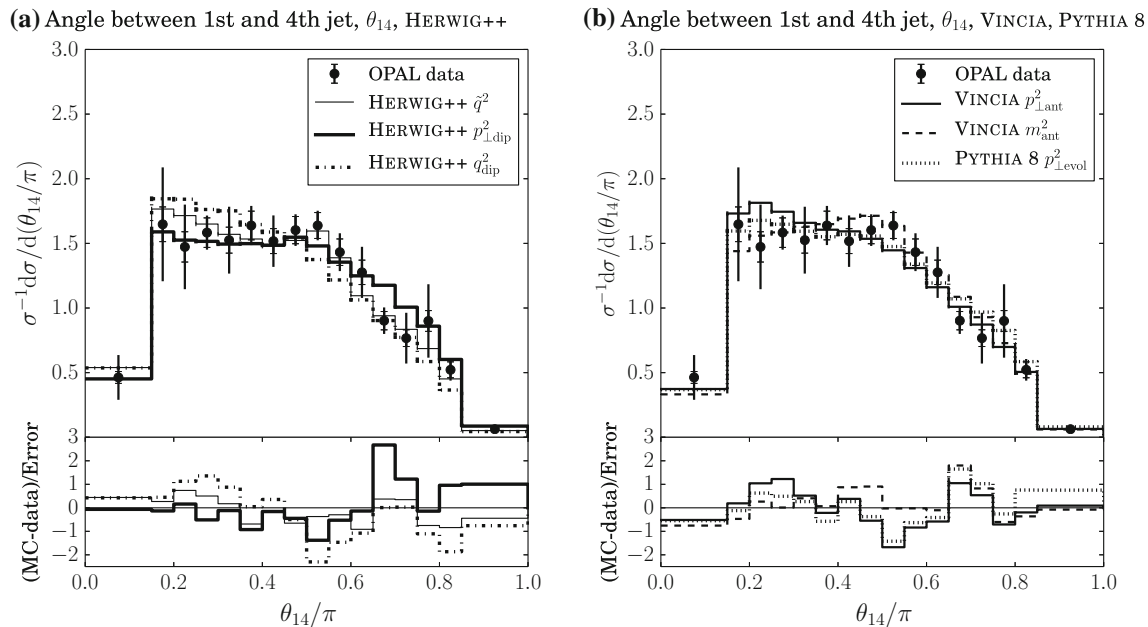 (a) Angle between 1st and 4th jet, θ₁₄, HERWIG++
3.0
2.5
2.0
1.5
1.0
0.5
σ⁻¹dσ/d(θ₁₄/π)
OPAL data
HERWIG++ q̃²
HERWIG++ p²⊥dip
HERWIG++ q²dip
3
2
1
0
−1
−2
(MC-data)/Error
0.0 0.2 0.4 0.6 0.8 1.0
θ₁₄/π
(b) Angle between 1st and 4th jet, θ₁₄, VINCIA, PYTHIA 8
3.0
2.5
2.0
1.5
1.0
0.5
σ⁻¹dσ/d(θ₁₄/π)
OPAL data
VINCIA p²⊥ant
VINCIA m²ant
PYTHIA 8 p²⊥evol
3
2
1
0
−1
−2
(MC-data)/Error
0.0 0.2 0.4 0.6 0.8 1.0
θ₁₄/π